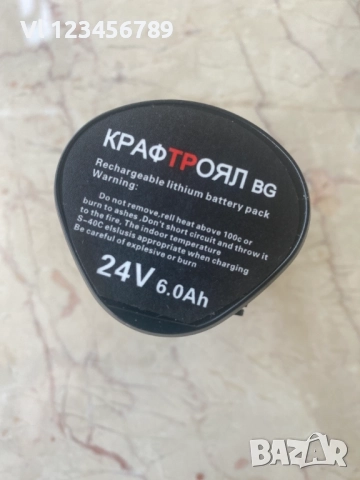 vb123456789
КРАФТРОЯЛ BG
Rechargeable lithium battery pack
Warning:
Do not remove,rell heat above 100c or
burn to ashes .Don't short circuit and throw it
to the fire. The indoor temperature
S-40C elslusis appropriate when charging
Be careful of explosive or burn
24V 6.0Ah
bazar
.bg